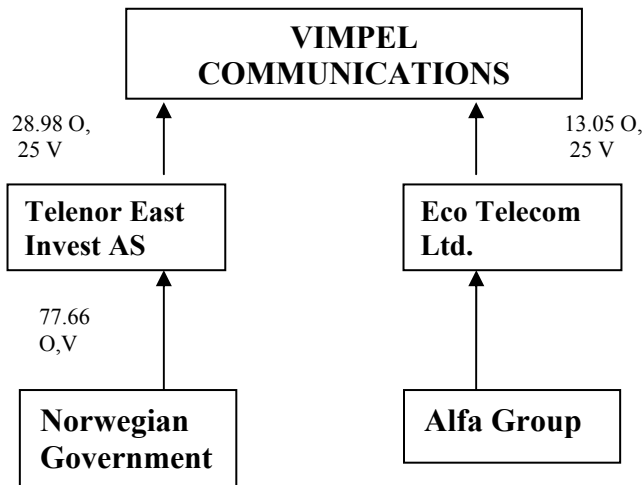 VIMPEL
COMMUNICATIONS
28.98 O,
25 V
13.05 O,
25 V
Telenor East
Invest AS
Eco Telecom
Ltd.
77.66
O,V
Norwegian
Government
Alfa Group